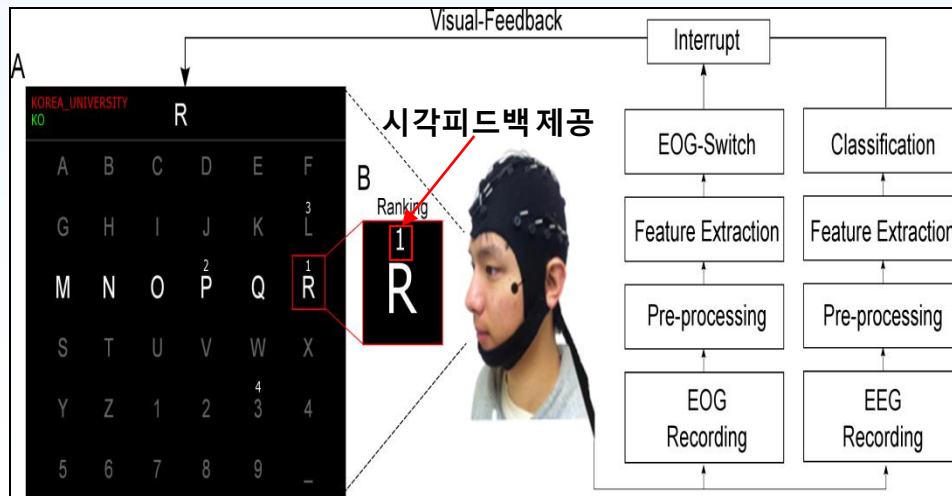 Visual-Feedback
Interrupt
A
KOREA_UNIVERSITY
KO
R
시각피드백 제공
A B C D E F
3
G H I J K L
2 1
M N O P Q R
S T U V W X
4
Y Z 1 2 3 4
5 6 7 8 9 _
B
Ranking
1
R
EOG-Switch
Feature Extraction
Pre-processing
EOG
Recording
Classification
Feature Extraction
Pre-processing
EEG
Recording